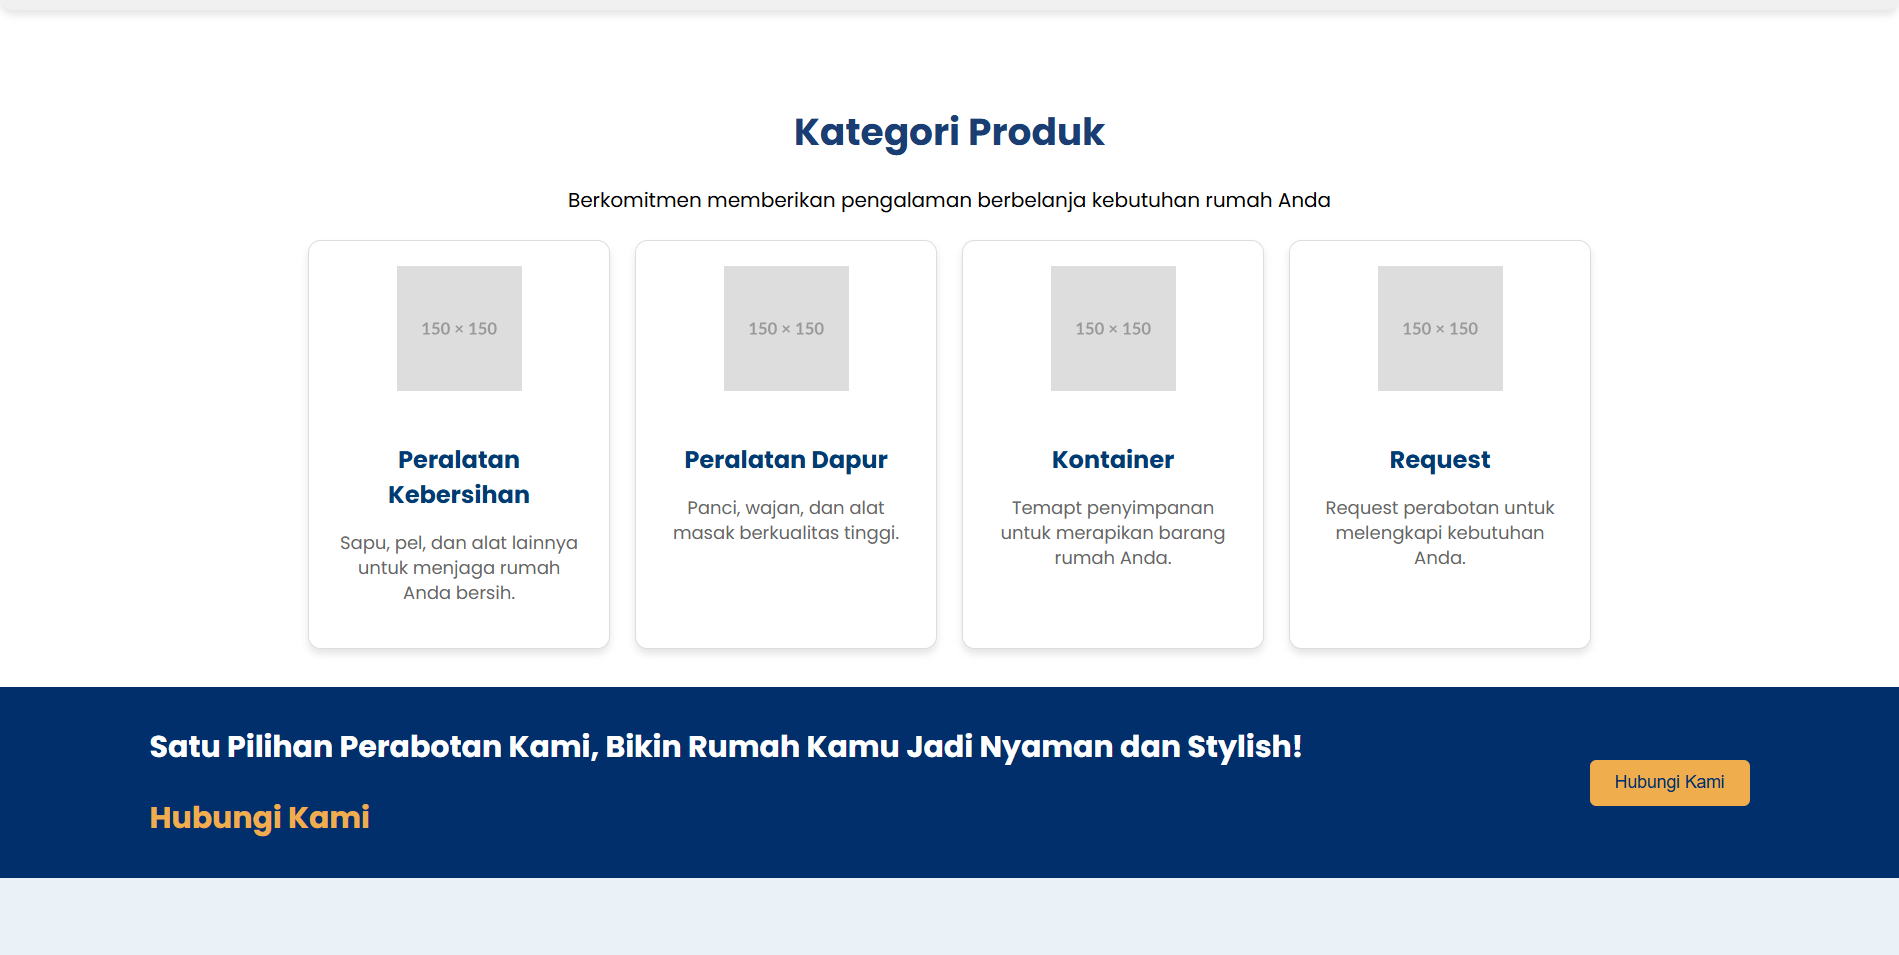 Kategori Produk
Berkomitmen memberikan pengalaman berbelanja kebutuhan rumah Anda
150 × 150
Peralatan
Kebersihan
Sapu, pel, dan alat lainnya
untuk menjaga rumah
Anda bersih.
150 × 150
Peralatan Dapur
Panci, wajan, dan alat
masak berkualitas tinggi.
150 × 150
Kontainer
Temapt penyimpanan
untuk merapikan barang
rumah Anda.
150 × 150
Request
Request perabotan untuk
melengkapi kebutuhan
Anda.
Satu Pilihan Perabotan Kami, Bikin Rumah Kamu Jadi Nyaman dan Stylish!
Hubungi Kami
Hubungi Kami